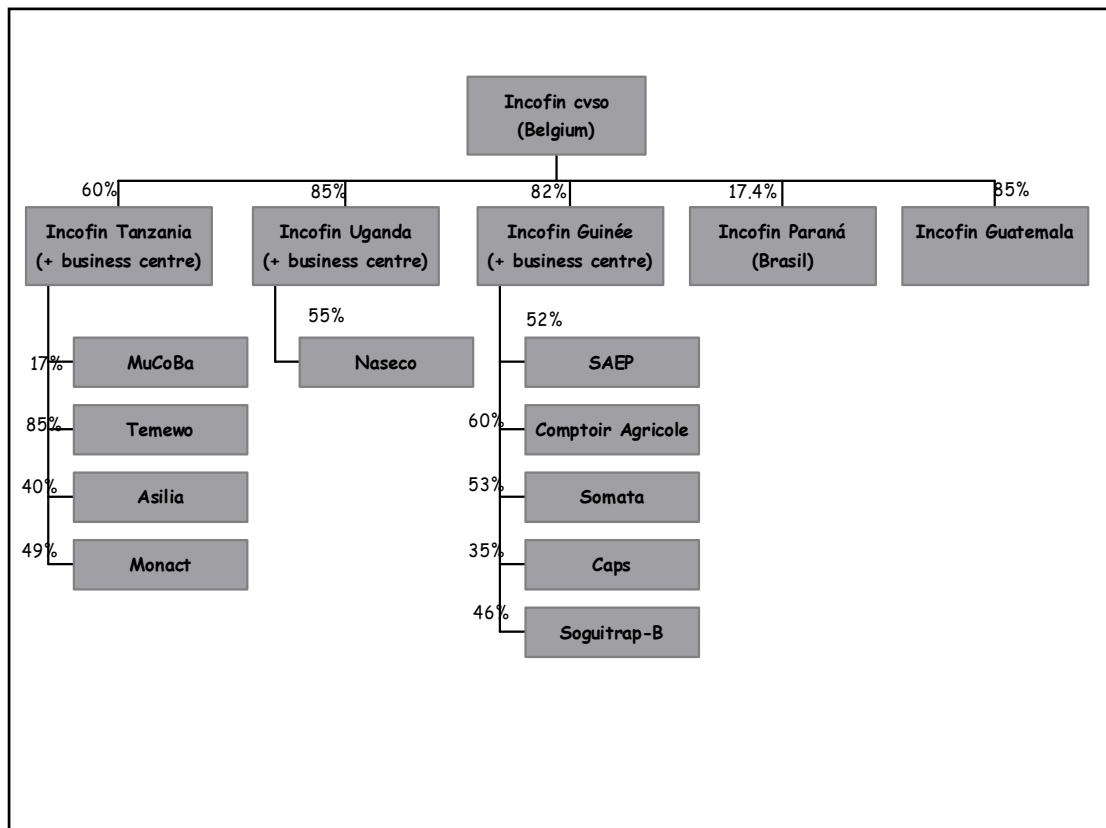 Incofin cvso
(Belgium)
60%
85%
82%
17.4%
85%
Incofin Tanzania
(+ business centre)
Incofin Uganda
(+ business centre)
Incofin Guinée
(+ business centre)
Incofin Paraná
(Brasil)
Incofin Guatemala
55%
52%
17%
MuCoBa
Naseco
SAEP
85%
Temewo
60%
Comptoir Agricole
40%
Asilia
53%
Somata
49%
Monact
35%
Caps
46%
Soguitrap-B